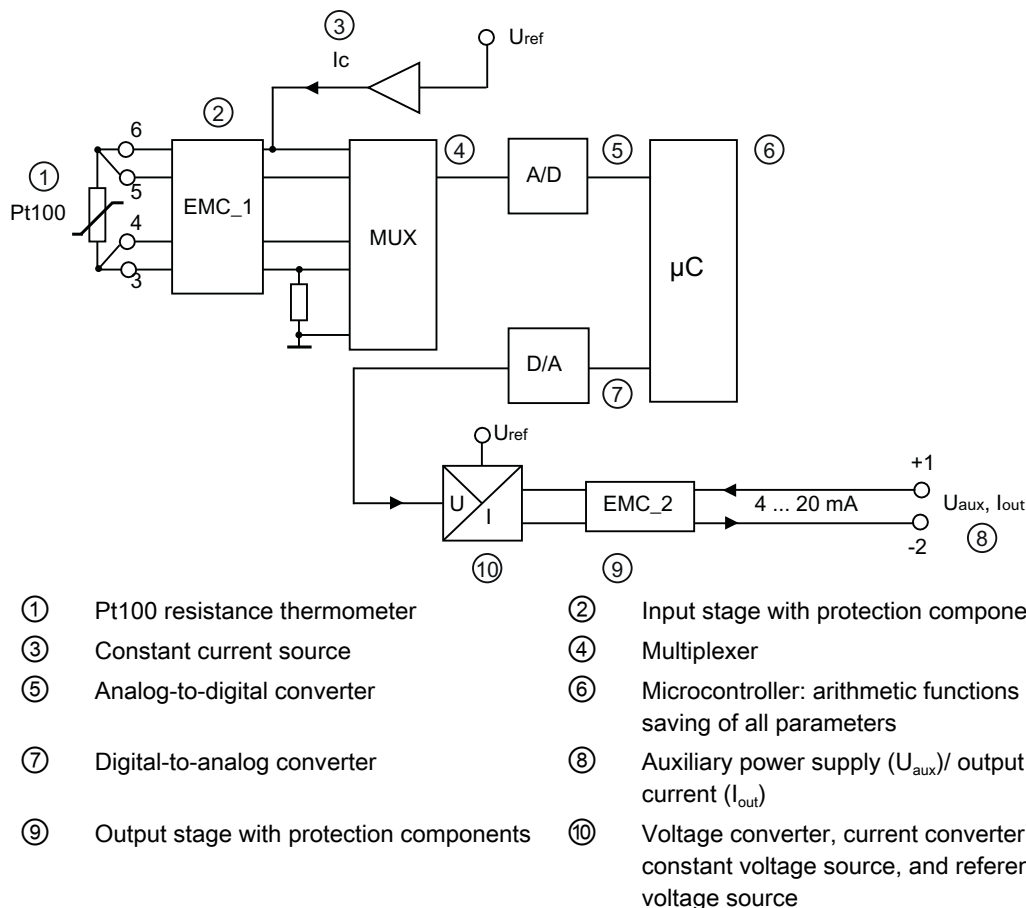 ③
Ic
Uref
②
6
5
4
3
①
Pt100
EMC_1
MUX
④
A/D
⑤
⑥
µC
D/A
⑦
Uref
U
I
⑩
EMC_2
⑨
4 ... 20 mA
+1
-2
Uaux, Iout
⑧
① Pt100 resistance thermometer
② Input stage with protection
③ Constant current source
④ Multiplexer
⑤ Analog-to-digital converter
⑥ Microcontroller: arithmetic functions
saving of all parameters
⑦ Digital-to-analog converter
⑧ Auxiliary power supply (Uaux)/ output
current (Iout)
⑨ Output stage with protection components
⑩ Voltage converter, current converter
constant voltage source, and
voltage source